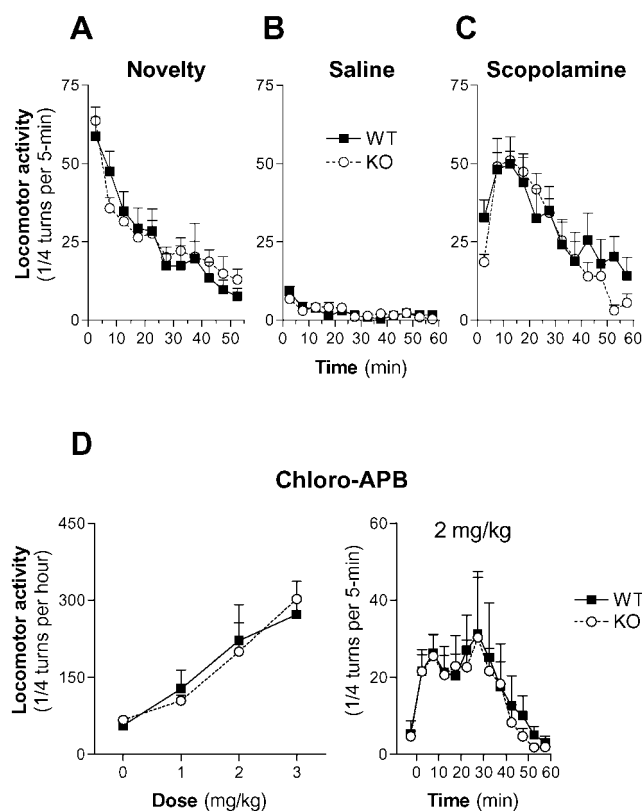 A
B
C
Novelty
Saline
Scopolamine
Locomotor activity
(1/4 turns per 5-min)
75
50
25
0
0 10 20 30 40 50
75
50
25
0
0 10 20 30 40 50 60
WT
KO
75
50
25
0
0 10 20 30 40 50 60
Time (min)
D
Chloro-APB
Locomotor activity
(1/4 turns per hour)
450
300
150
0
0 1 2 3
Dose (mg/kg)
2 mg/kg
(1/4 turns per 5-min)
60
40
20
0
0 10 20 30 40 50 60
Time (min)
WT
KO